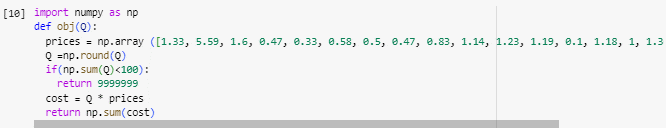 [10] import numpy as np
def obj(Q):
prices = np.array ([1.33, 5.59, 1.6, 0.47, 0.33, 0.58, 0.5, 0.47, 0.83, 1.14, 1.23, 1.19, 0.1, 1.18, 1, 1.3
Q =np.round(Q)
if(np.sum(Q)<100):
return 9999999
cost = Q * prices
return np.sum(cost)